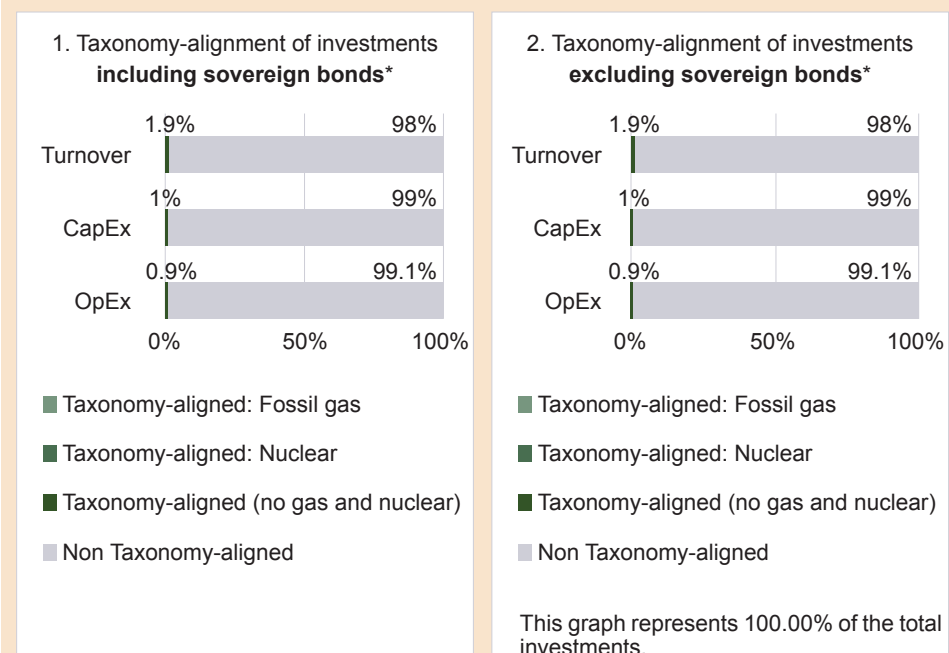 1. Taxonomy-alignment of investments
including sovereign bonds*
1.9% 98%
Turnover
1% 99%
CapEx
0.9% 99.1%
OpEx
0% 50% 100%
Taxonomy-aligned: Fossil gas
Taxonomy-aligned: Nuclear
Taxonomy-aligned (no gas and nuclear)
Non Taxonomy-aligned
2. Taxonomy-alignment of investments
excluding sovereign bonds*
1.9% 98%
Turnover
1% 99%
CapEx
0.9% 99.1%
OpEx
0% 50% 100%
Taxonomy-aligned: Fossil gas
Taxonomy-aligned: Nuclear
Taxonomy-aligned (no gas and nuclear)
Non Taxonomy-aligned
This graph represents 100.00% of the total
investments.